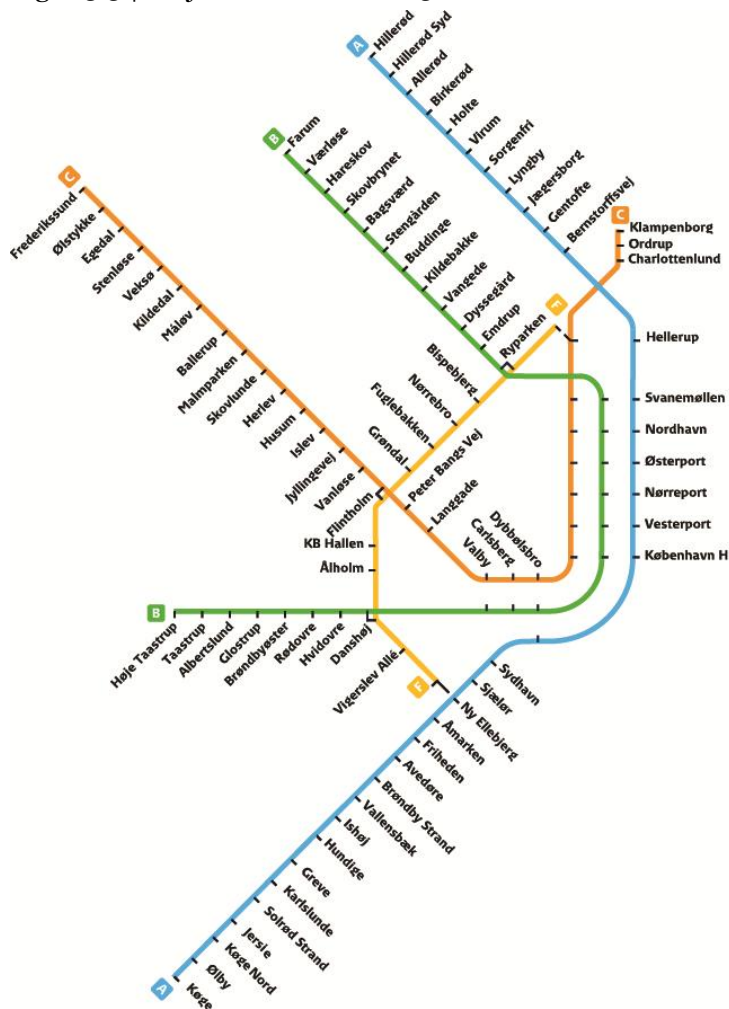 A
Hillerød
Hillerød Syd
Allerød
Birkerød
Holte
Virum
Sorgenfri
Lyngby
Jægersborg
Gentofte
Bernstorffsvej
B
Farum
Værløse
Hareskov
Skovbrynet
Bagsværd
Stengården
Buddinge
Kildebakke
Vangede
Dyssegård
Emdrup
Ryparken
C
Klampenborg
Ordrup
Charlottenlund
C
Frederikssund
Ølstykke
Egedal
Stenløse
Veksø
Kildedal
Måløv
Ballerup
Malmparken
Skovlunde
Herlev
Husum
Islev
Jyllingevej
Vanløse
Flintholm
F
Bispebjerg
Nørrebro
Fuglebakken
Grøndal
Peter Bangs Vej
Langgade
Valby
Carlsberg
Dybbølsbro
Hellerup
Svanemøllen
Nordhavn
Østerport
Nørreport
Vesterport
København H
KB Hallen
Ålholm
B
Høje Taastrup
Taastrup
Albertslund
Glostrup
Brøndbyøster
Rødovre
Hvidovre
Danshøj
Vigerslev Allé
F
Sydhavn
Sjælør
Ny Ellebjerg
Åmarken
Friheden
Avedøre
Brøndby Strand
Vallensbæk
Ishøj
Hundige
Greve
Karlslunde
Solrød Strand
Jersie
Køge Nord
Ølby
Køge
A